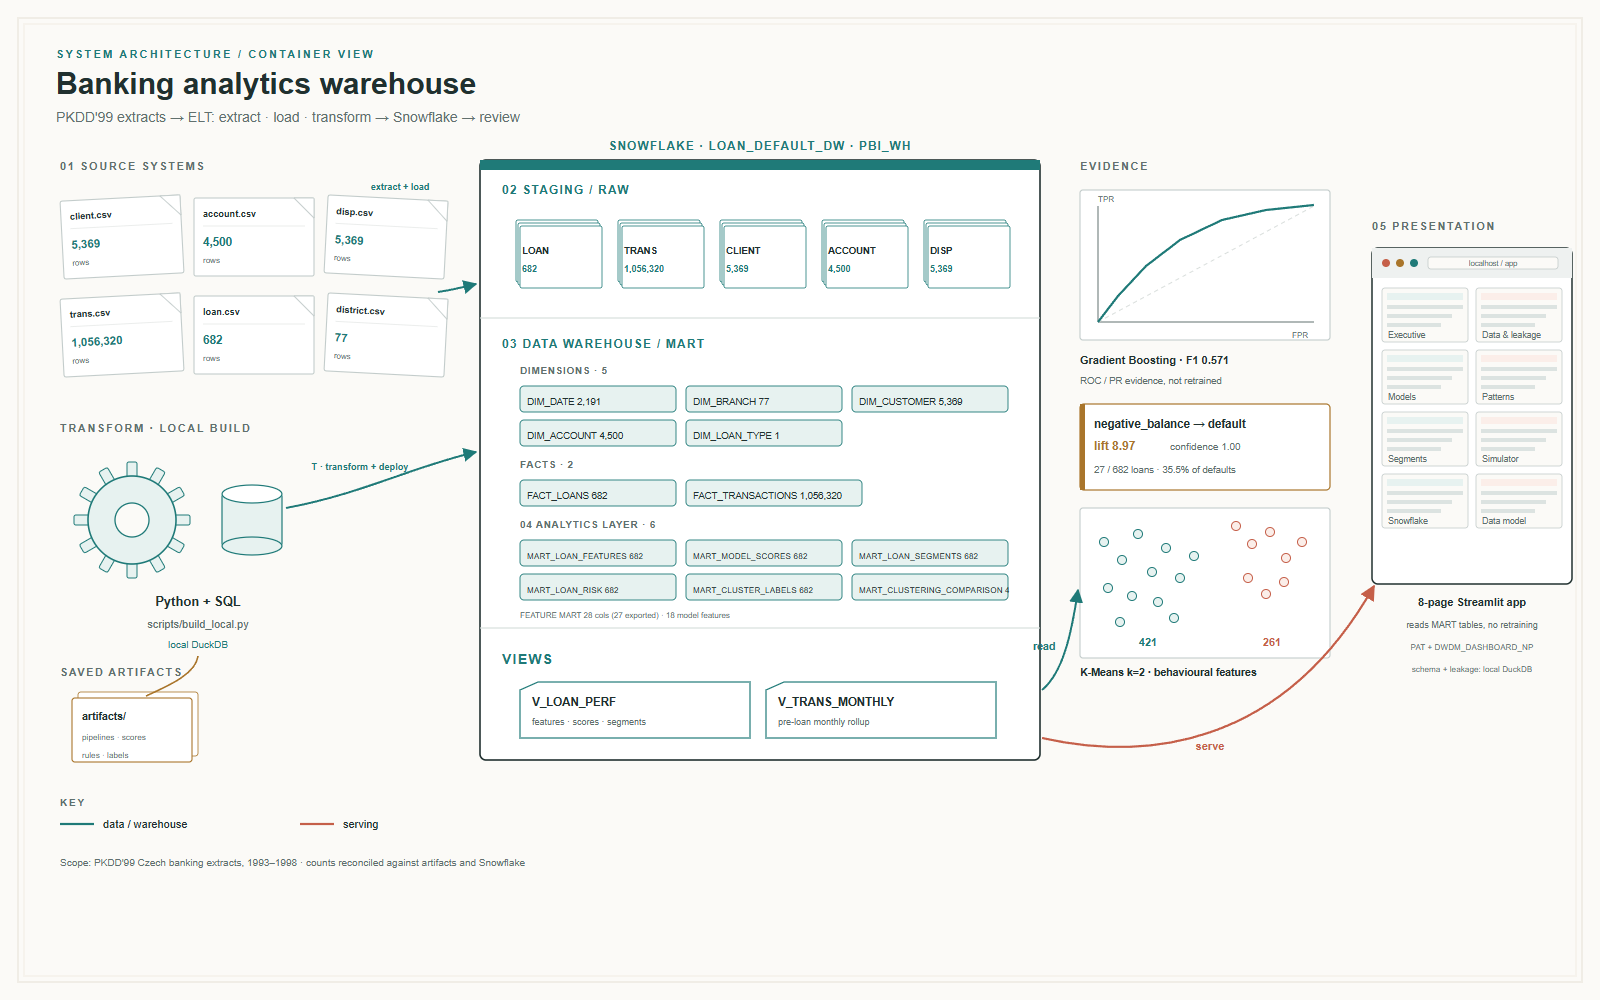 SYSTEM ARCHITECTURE / CONTAINER VIEW
Banking analytics warehouse
PKDD'99 extracts → ELT: extract · load · transform → Snowflake → review
01 SOURCE SYSTEMS
extract + load
client.csv
5,369
rows
account.csv
4,500
rows
disp.csv
5,369
rows
trans.csv
1,056,320
rows
loan.csv
682
rows
district.csv
77
rows
TRANSFORM · LOCAL BUILD
T · transform + deploy
Python + SQL
scripts/build_local.py
local DuckDB
SAVED ARTIFACTS
artifacts/
pipelines · scores
rules · labels
SNOWFLAKE · LOAN_DEFAULT_DW · PBI_WH
02 STAGING / RAW
LOAN
682
TRANS
1,056,320
CLIENT
5,369
ACCOUNT
4,500
DISP
5,369
03 DATA WAREHOUSE / MART
DIMENSIONS · 5
DIM_DATE 2,191
DIM_BRANCH 77
DIM_CUSTOMER 5,369
DIM_ACCOUNT 4,500
DIM_LOAN_TYPE 1
FACTS · 2
FACT_LOANS 682
FACT_TRANSACTIONS 1,056,320
04 ANALYTICS LAYER · 6
MART_LOAN_FEATURES 682
MART_MODEL_SCORES 682
MART_LOAN_SEGMENTS 682
MART_LOAN_RISK 682
MART_CLUSTER_LABELS 682
MART_CLUSTERING_COMPARISON 4
FEATURE MART 28 cols (27 exported) · 18 model features
VIEWS
V_LOAN_PERF
features · scores · segments
V_TRANS_MONTHLY
pre-loan monthly rollup
read
serve
EVIDENCE
TPR
FPR
Gradient Boosting · F1 0.571
ROC / PR evidence, not retrained
negative_balance → default
lift 8.97
confidence 1.00
27 / 682 loans · 35.5% of defaults
421
261
K-Means k=2 · behavioural features
05 PRESENTATION
localhost / app
Executive
Data & leakage
Models
Patterns
Segments
Simulator
Snowflake
Data model
8-page Streamlit app
reads MART tables, no retraining
PAT + DWDM_DASHBOARD_NP
schema + leakage: local DuckDB
KEY
data / warehouse
serving
Scope: PKDD'99 Czech banking extracts, 1993–1998 · counts reconciled against artifacts and Snowflake